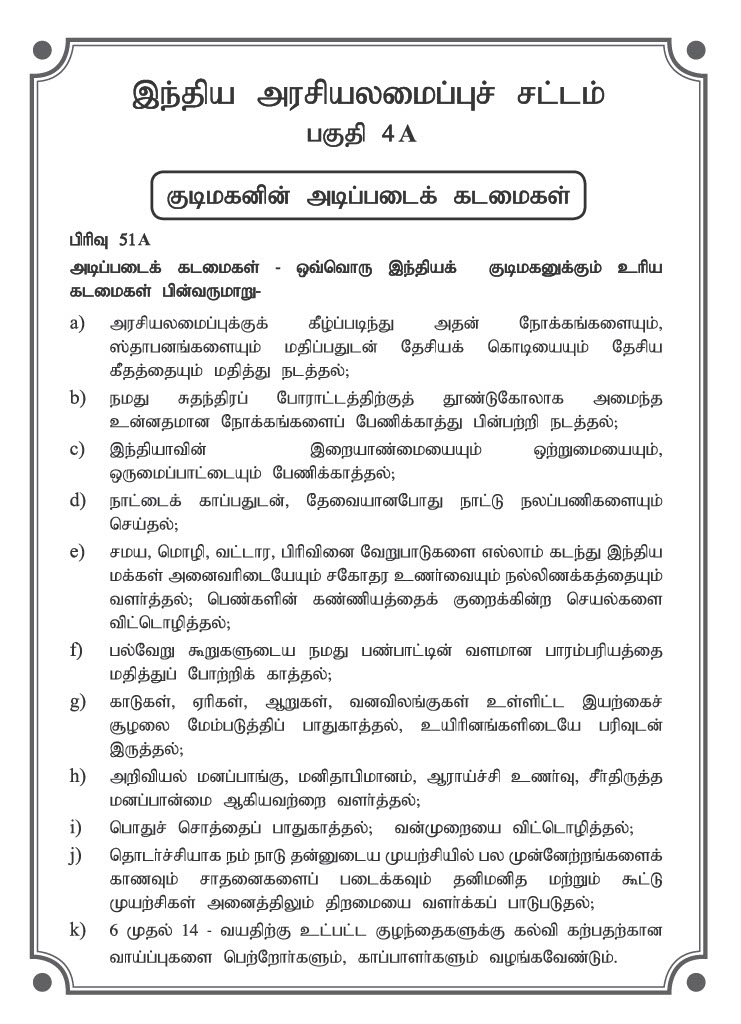 இந்திய அரசியலமைப்புச் சட்டம்
பகுதி 4A
குடிமகனின் அடிப்படைக் கடமைகள்
பிரிவு 51A
அடிப்படைக் கடமைகள் - ஒவ்வொரு இந்தியக் குடிமகனுக்கும் உரிய
கடமைகள் பின்வருமாறு-
a) அரசியலமைப்புக்குக் கீழ்ப்படிந்து அதன் நோக்கங்களையும்,
ஸ்தாபனங்களையும் மதிப்பதுடன் தேசியக் கொடியையும் தேசிய
கீதத்தையும் மதித்து நடத்தல்;
b) நமது சுதந்திரப் போராட்டத்திற்குத் தூண்டுகோலாக அமைந்த
உன்னதமான நோக்கங்களைப் பேணிக்காத்து பின்பற்றி நடத்தல்;
c) இந்தியாவின் இறையாண்மையையும் ஒற்றுமையையும்,
ஒருமைப்பாட்டையும் பேணிக்காத்தல்;
d) நாட்டைக் காப்பதுடன், தேவையானபோது நாட்டு நலப்பணிகளையும்
செய்தல்;
e) சமய, மொழி, வட்டார, பிரிவினை வேறுபாடுகளை எல்லாம் கடந்து இந்திய
மக்கள் அனைவரிடையேயும் சகோதர உணர்வையும் நல்லிணக்கத்தையும்
வளர்த்தல்; பெண்களின் கண்ணியத்தைக் குறைக்கின்ற செயல்களை
விட்டொழித்தல்;
f) பல்வேறு கூறுகளுடைய நமது பண்பாட்டின் வளமான பாரம்பரியத்தை
மதித்துப் போற்றிக் காத்தல்;
g) காடுகள், ஏரிகள், ஆறுகள், வனவிலங்குகள் உள்ளிட்ட இயற்கைச்
சூழலை மேம்படுத்திப் பாதுகாத்தல், உயிரினங்களிடையே பரிவுடன்
இருத்தல்;
h) அறிவியல் மனப்பாங்கு, மனிதாபிமானம், ஆராய்ச்சி உணர்வு, சீர்திருத்த
மனப்பான்மை ஆகியவற்றை வளர்த்தல்;
i) பொதுச் சொத்தைப் பாதுகாத்தல்; வன்முறையை விட்டொழித்தல்;
j) தொடர்ச்சியாக நம் நாடு தன்னுடைய முயற்சியில் பல முன்னேற்றங்களைக்
காணவும் சாதனைகளைப் படைக்கவும் தனிமனித மற்றும் கூட்டு
முயற்சிகள் அனைத்திலும் திறமையை வளர்க்கப் பாடுபடுதல்;
k) 6 முதல் 14 - வயதிற்கு உட்பட்ட குழந்தைகளுக்கு கல்வி கற்பதற்கான
வாய்ப்புகளை பெற்றோர்களும், காப்பாளர்களும் வழங்கவேண்டும்.